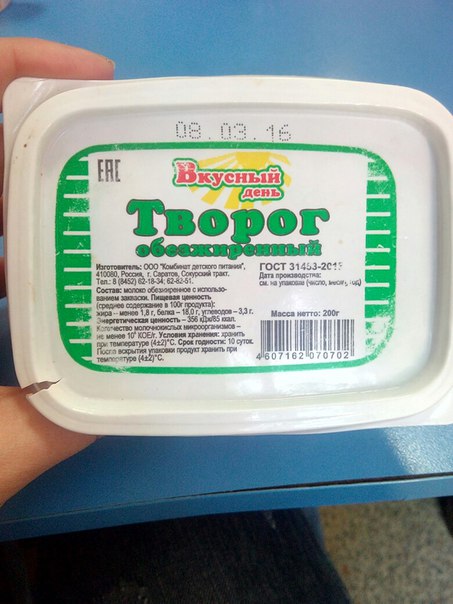 08.03.16
ЕАС
Вкусный
день
Творог
обезжиренный
Изготовитель: ООО "Комбинат детского питания",
410080, Россия, г. Саратов, Сокурский тракт.
Тел.: 8 (8452) 62-18-34; 62-82-51.
Состав: молоко обезжиренное с использо-
ванием закваски. Пищевая ценность
(среднее содержание в 100г продукта):
жира – не менее 1,8 г, белка – 18,0 г, углеводов – 3,3 г.
Энергетическая ценность – 356 кДж/85 ккал.
Количество молочнокислых микроорганизмов –
не менее 10⁶ КОЕ/г. Условия хранения: хранить
при температуре (4±2)°С. Срок годности: 10 суток.
После вскрытия упаковки продукт хранить при
температуре (4±2)°С.
ГОСТ 31453-2013
Дата производства:
см. на упаковке (число, месяц, год)
Масса нетто: 200г
4 607162 070702